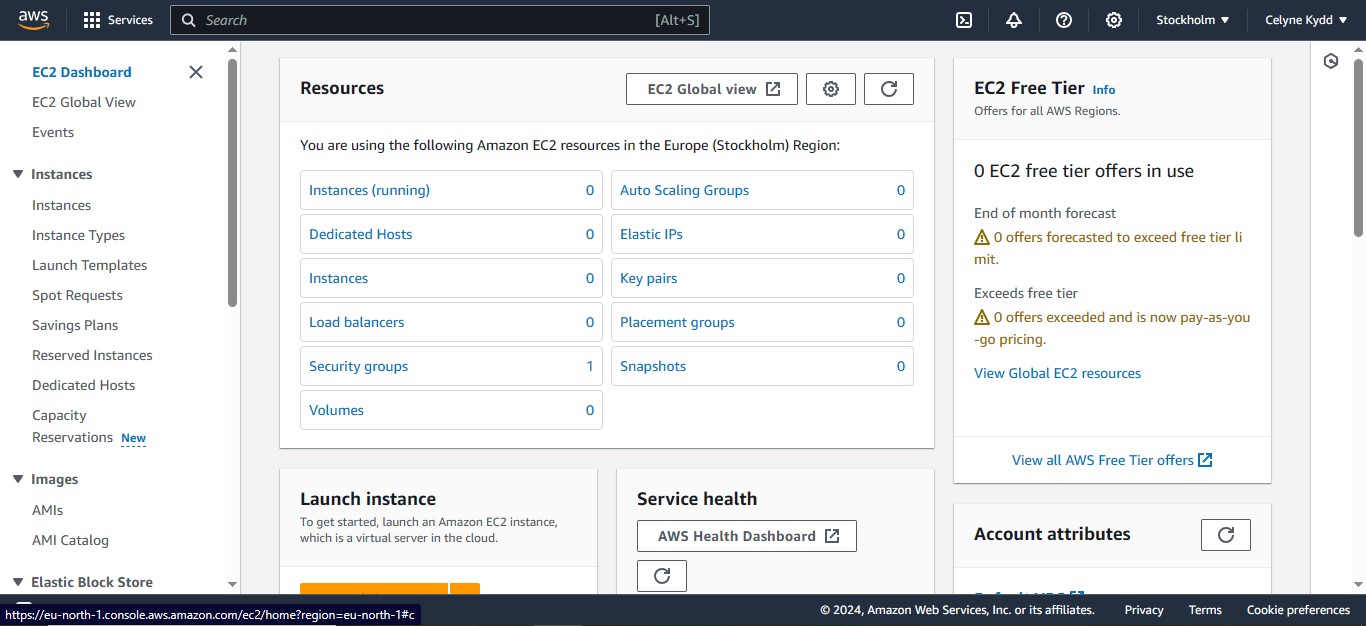 aws
Services
Search
[Alt+S]
Stockholm
Celyne Kydd
EC2 Dashboard
EC2 Global View
Events
Instances
Instances
Instance Types
Launch Templates
Spot Requests
Savings Plans
Reserved Instances
Dedicated Hosts
Capacity
Reservations New
Images
AMIs
AMI Catalog
Elastic Block Store
Resources
EC2 Global view
You are using the following Amazon EC2 resources in the Europe (Stockholm) Region:
Instances (running) 0
Auto Scaling Groups 0
Dedicated Hosts 0
Elastic IPs 0
Instances 0
Key pairs 0
Load balancers 0
Placement groups 0
Security groups 1
Snapshots 0
Volumes 0
Launch instance
To get started, launch an Amazon EC2 instance,
which is a virtual server in the cloud.
Service health
AWS Health Dashboard
EC2 Free Tier Info
Offers for all AWS Regions.
0 EC2 free tier offers in use
End of month forecast
0 offers forecasted to exceed free tier li
mit.
Exceeds free tier
0 offers exceeded and is now pay-as-you
-go pricing.
View Global EC2 resources
View all AWS Free Tier offers
Account attributes
https://eu-north-1.console.aws.amazon.com/ec2/home?region=eu-north-1#c
© 2024, Amazon Web Services, Inc. or its affiliates.
Privacy
Terms
Cookie preferences